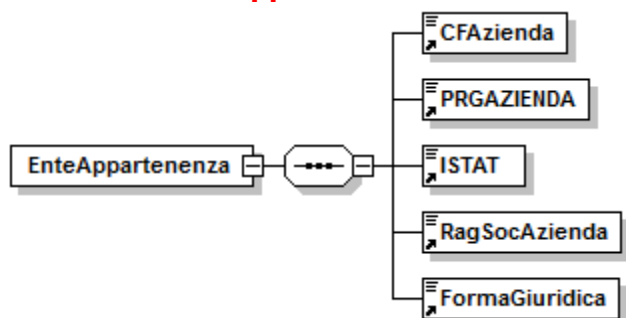 CFAzienda
PRGAZIENDA
EnteAppartenenza
ISTAT
RagSocAzienda
FormaGiuridica